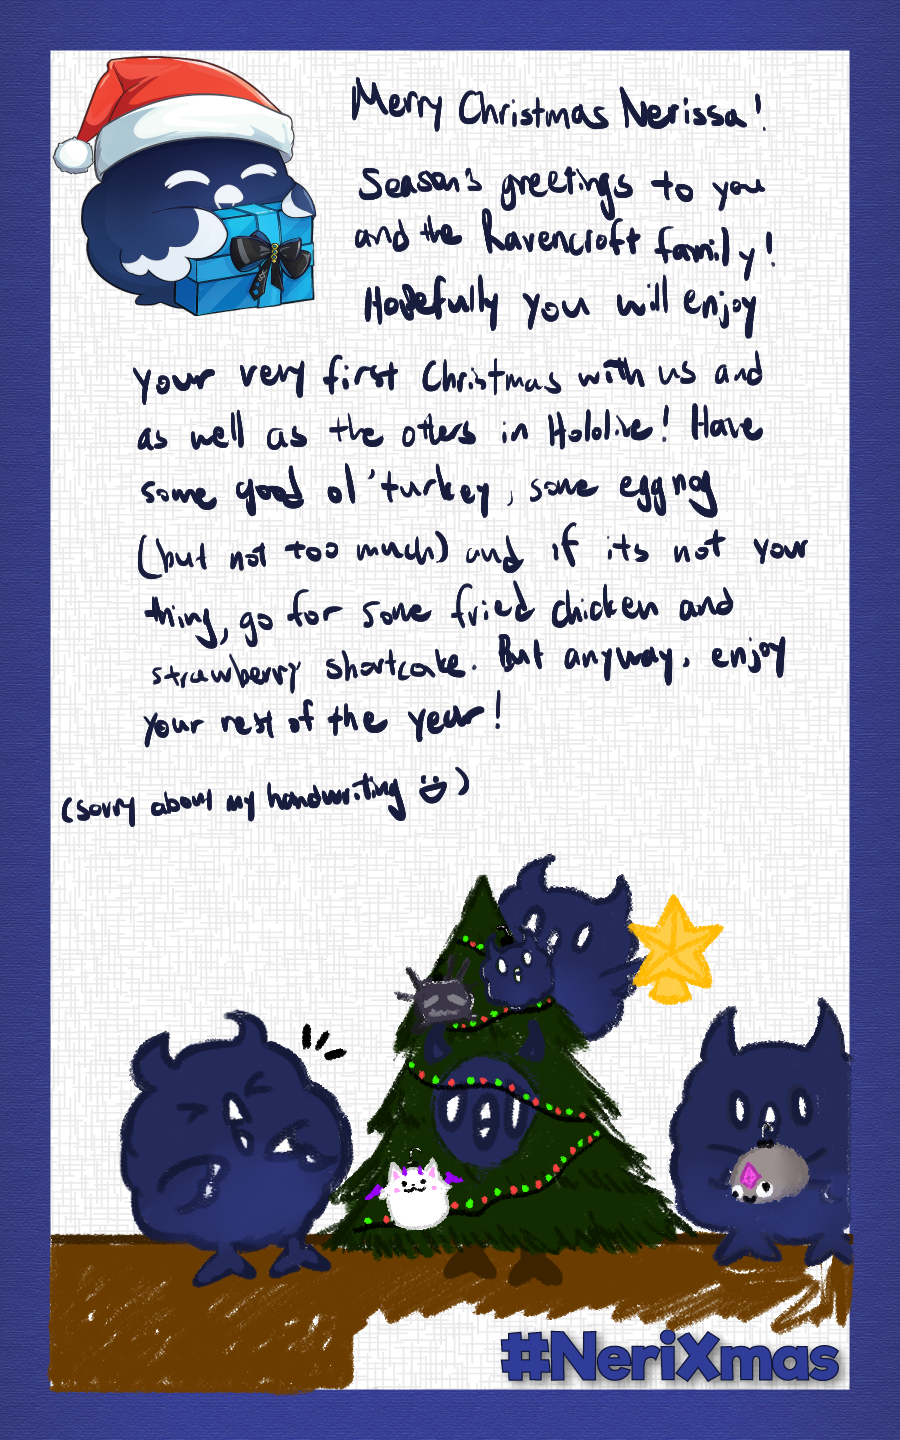 Merry Christmas Nerissa!
Season's greetings to you
and the Ravencroft family!
Hopefully you will enjoy
your very first Christmas with us and
as well as the others in Hololive! Have
some good ol' turkey, some egg nog
(but not too much) and if its not your
thing, go for some fried chicken and
strawberry shortcake. But anyway, enjoy
your rest of the year!
(sorry about my handwriting :D)
#NeriXmas